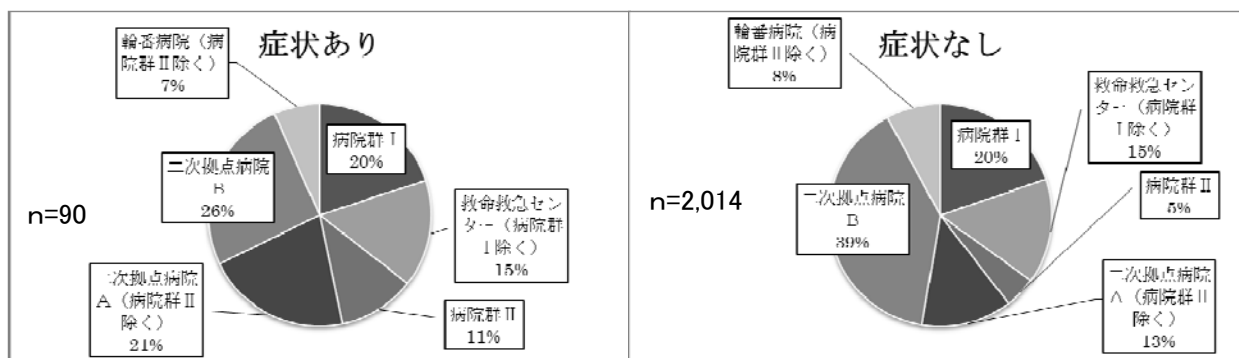 症状あり
輪番病院（病
院群Ⅱ除く）
7%
病院群Ⅰ
20%
二次拠点病院
B
26%
n=90
救命救急セン
ター（病院群
Ⅰ除く）
15%
二次拠点病院
A（病院群Ⅱ
除く）
21%
病院群Ⅱ
11%
症状なし
輪番病院（病
院群Ⅱ除く）
8%
病院群Ⅰ
20%
救命救急セン
ター（病院群
Ⅰ除く）
15%
病院群Ⅱ
5%
n=2,014
二次拠点病院
B
39%
二次拠点病院
A（病院群Ⅱ
除く）
13%